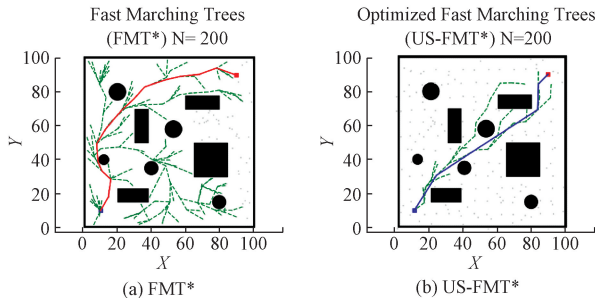 Fast Marching Trees
(FMT*) N= 200
100
80
60
40
20
0
Y
0
20
40
60
80
100
X
(a) FMT*
Optimized Fast Marching Trees
(US-FMT*) N=200
100
80
60
40
20
0
Y
0
20
40
60
80
100
X
(b) US-FMT*